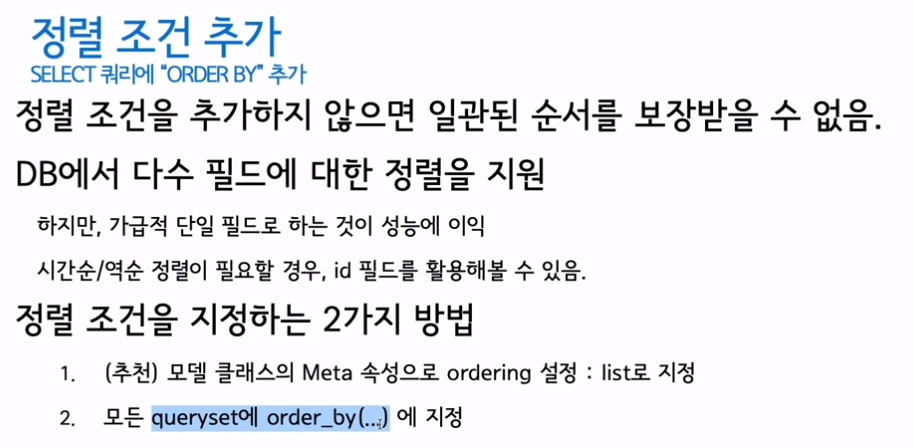 정렬 조건 추가
SELECT 쿼리에 “ORDER BY” 추가
정렬 조건을 추가하지 않으면 일관된 순서를 보장받을 수 없음.
DB에서 다수 필드에 대한 정렬을 지원
하지만, 가급적 단일 필드로 하는 것이 성능에 이익
시간순/역순 정렬이 필요할 경우, id 필드를 활용해볼 수 있음.
정렬 조건을 지정하는 2가지 방법
1. (추천) 모델 클래스의 Meta 속성으로 ordering 설정 : list로 지정
2. 모든 queryset에 order_by(...) 에 지정